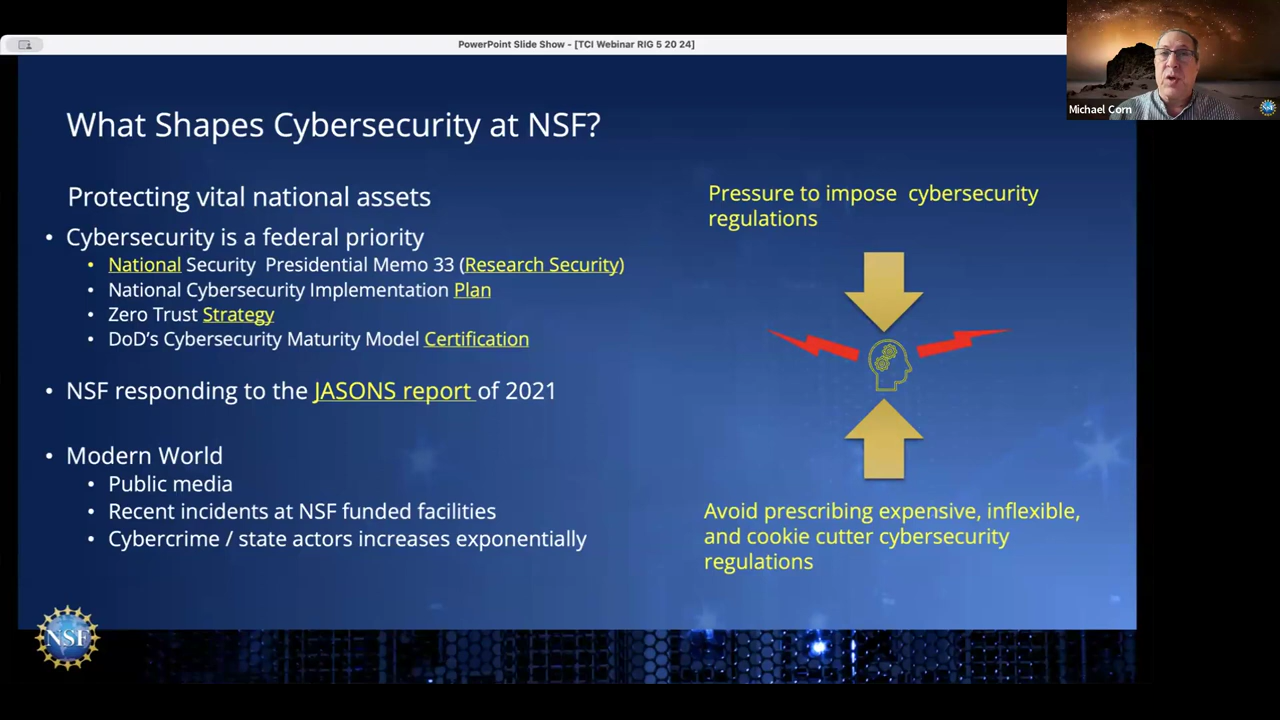 PowerPoint Slide Show - [TCI Webinar RIG 5 20 24]
Michael Corn
What Shapes Cybersecurity at NSF?
Protecting vital national assets
• Cybersecurity is a federal priority
• National Security Presidential Memo 33 (Research Security)
• National Cybersecurity Implementation Plan
• Zero Trust Strategy
• DoD's Cybersecurity Maturity Model Certification
• NSF responding to the JASONS report of 2021
• Modern World
• Public media
• Recent incidents at NSF funded facilities
• Cybercrime / state actors increases exponentially
Pressure to impose cybersecurity
regulations
Avoid prescribing expensive, inflexible,
and cookie cutter cybersecurity
regulations
NSF